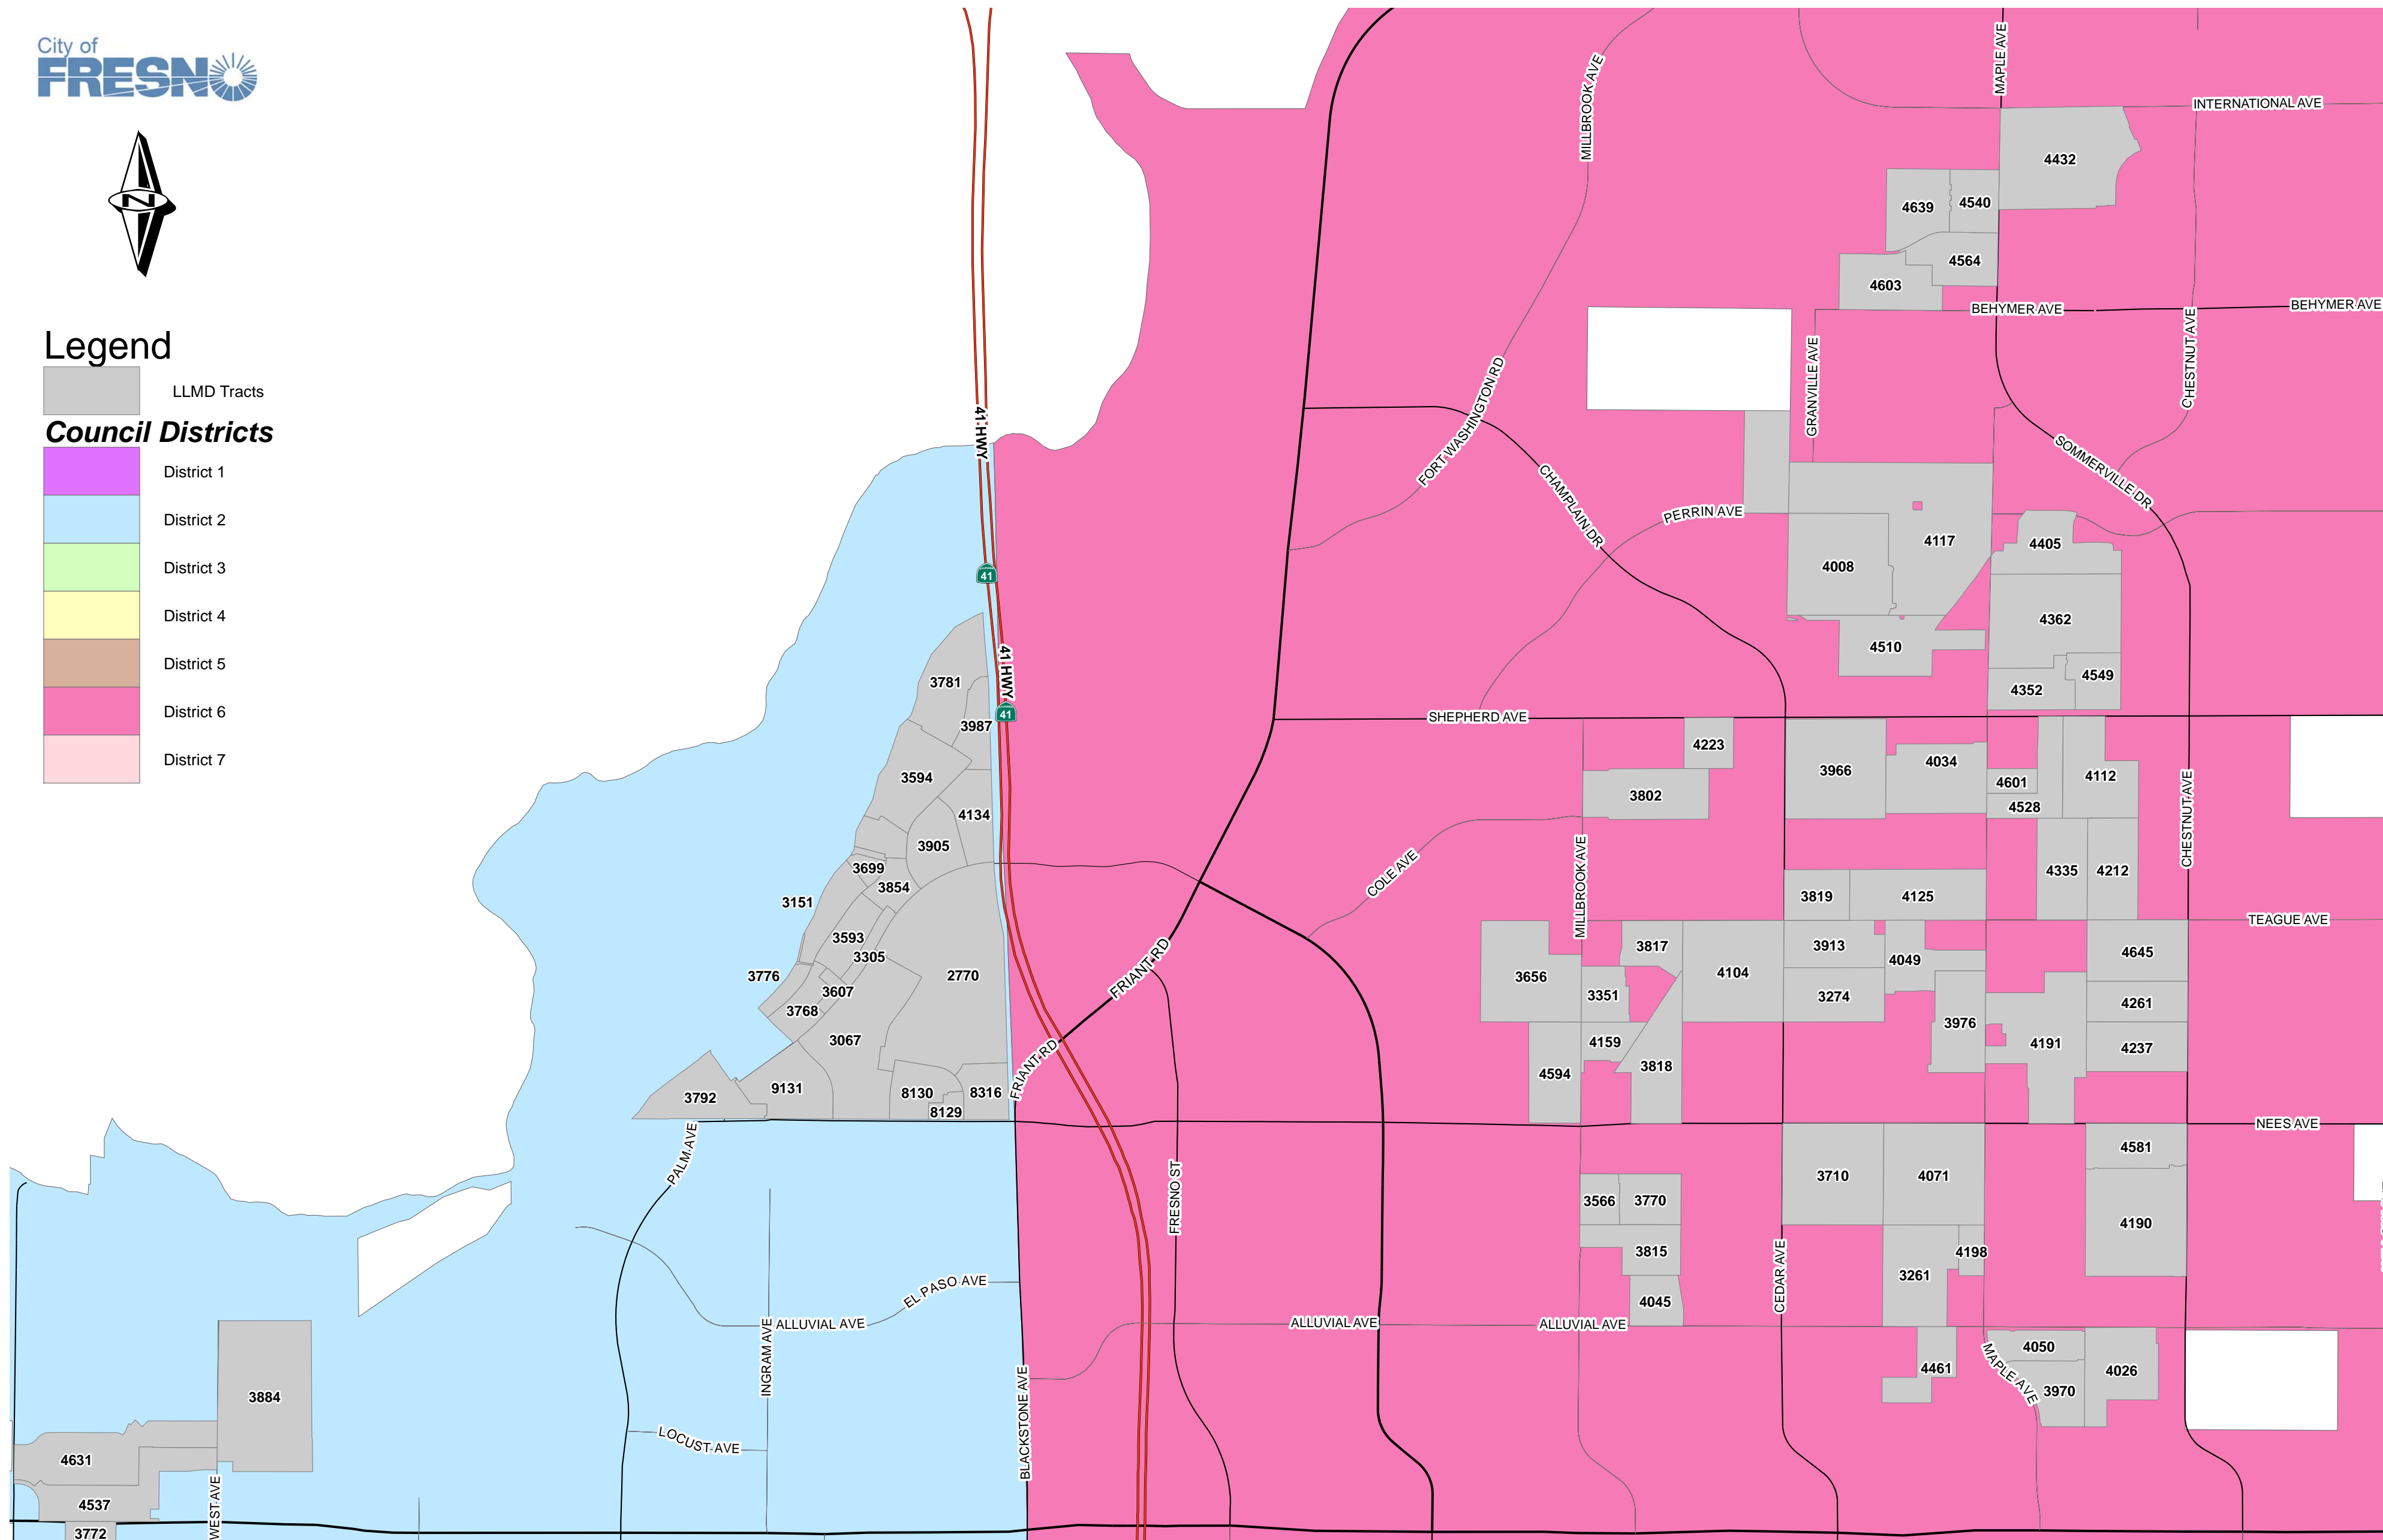 City of
FRESNO
N
Legend
LLMD Tracts
Council Districts
District 1
District 2
District 3
District 4
District 5
District 6
District 7
MAPLE AVE
INTERNATIONAL AVE
MILLBROOK AVE
4432
4639
4540
4564
4603
BEHYMER AVE
BEHYMER AVE
GRANVILLE AVE
CHESTNUT AVE
41 HWY
FORT WASHINGTON RD
CHAMPLAIN DR
SOMMERVILLE DR
PERRIN AVE
4117
4405
4008
41
4362
4510
4549
4352
3781
41 HWY
41
3987
SHEPHERD AVE
4223
3966
4034
4112
4601
4528
3802
3594
4134
3905
3699
3854
COLE AVE
MILLBROOK AVE
CHESTNUT AVE
4335
4212
3819
4125
3151
TEAGUE AVE
3593
3305
3817
3913
4049
4645
4104
3656
3776
2770
FRIANT RD
3607
3351
3274
4261
3768
3976
3067
4159
4191
4237
FRIANT RD
3818
4594
3792
9131
8130
8316
8129
NEES AVE
PALM AVE
4581
3710
4071
FRESNO ST
3566
3770
4190
3815
4198
CEDAR AVE
3261
EL PASO AVE
4045
ALLUVIAL AVE
ALLUVIAL AVE
ALLUVIAL AVE
INGRAM AVE
4050
4461
4026
MAPLE AVE
3970
3884
BLACKSTONE AVE
LOCUST AVE
4631
4537
WEST AVE
3772